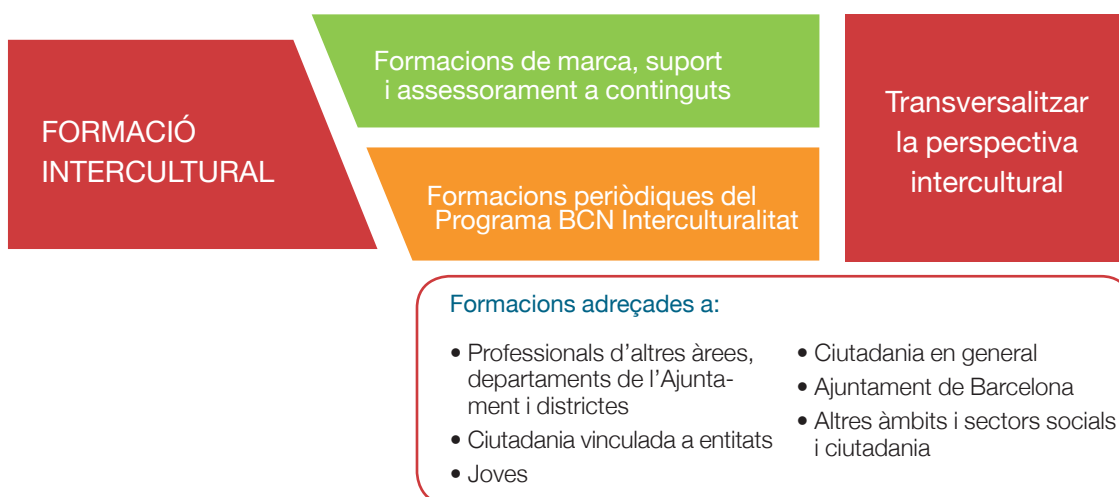 FORMACIÓ
INTERCULTURAL
Formacions de marca, suport
i assessorament a continguts
Formacions periòdiques del
Programa BCN Interculturalitat
Transversalitzar
la perspectiva
intercultural
Formacions adreçades a:
• Professionals d’altres àrees,
departaments de l’Ajunta-
ment i districtes
• Ciutadania vinculada a entitats
• Joves
• Ciutadania en general
• Ajuntament de Barcelona
• Altres àmbits i sectors socials
i ciutadania